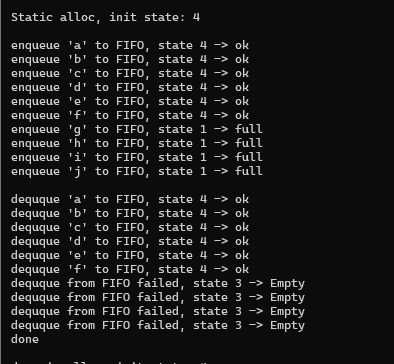 Static alloc, init state: 4
enqueue 'a' to FIFO, state 4 -> ok
enqueue 'b' to FIFO, state 4 -> ok
enqueue 'c' to FIFO, state 4 -> ok
enqueue 'd' to FIFO, state 4 -> ok
enqueue 'e' to FIFO, state 4 -> ok
enqueue 'f' to FIFO, state 4 -> ok
enqueue 'g' to FIFO, state 1 -> full
enqueue 'h' to FIFO, state 1 -> full
enqueue 'i' to FIFO, state 1 -> full
enqueue 'j' to FIFO, state 1 -> full
dequque 'a' to FIFO, state 4 -> ok
dequque 'b' to FIFO, state 4 -> ok
dequque 'c' to FIFO, state 4 -> ok
dequque 'd' to FIFO, state 4 -> ok
dequque 'e' to FIFO, state 4 -> ok
dequque 'f' to FIFO, state 4 -> ok
dequque from FIFO failed, state 3 -> Empty
dequque from FIFO failed, state 3 -> Empty
dequque from FIFO failed, state 3 -> Empty
dequque from FIFO failed, state 3 -> Empty
done